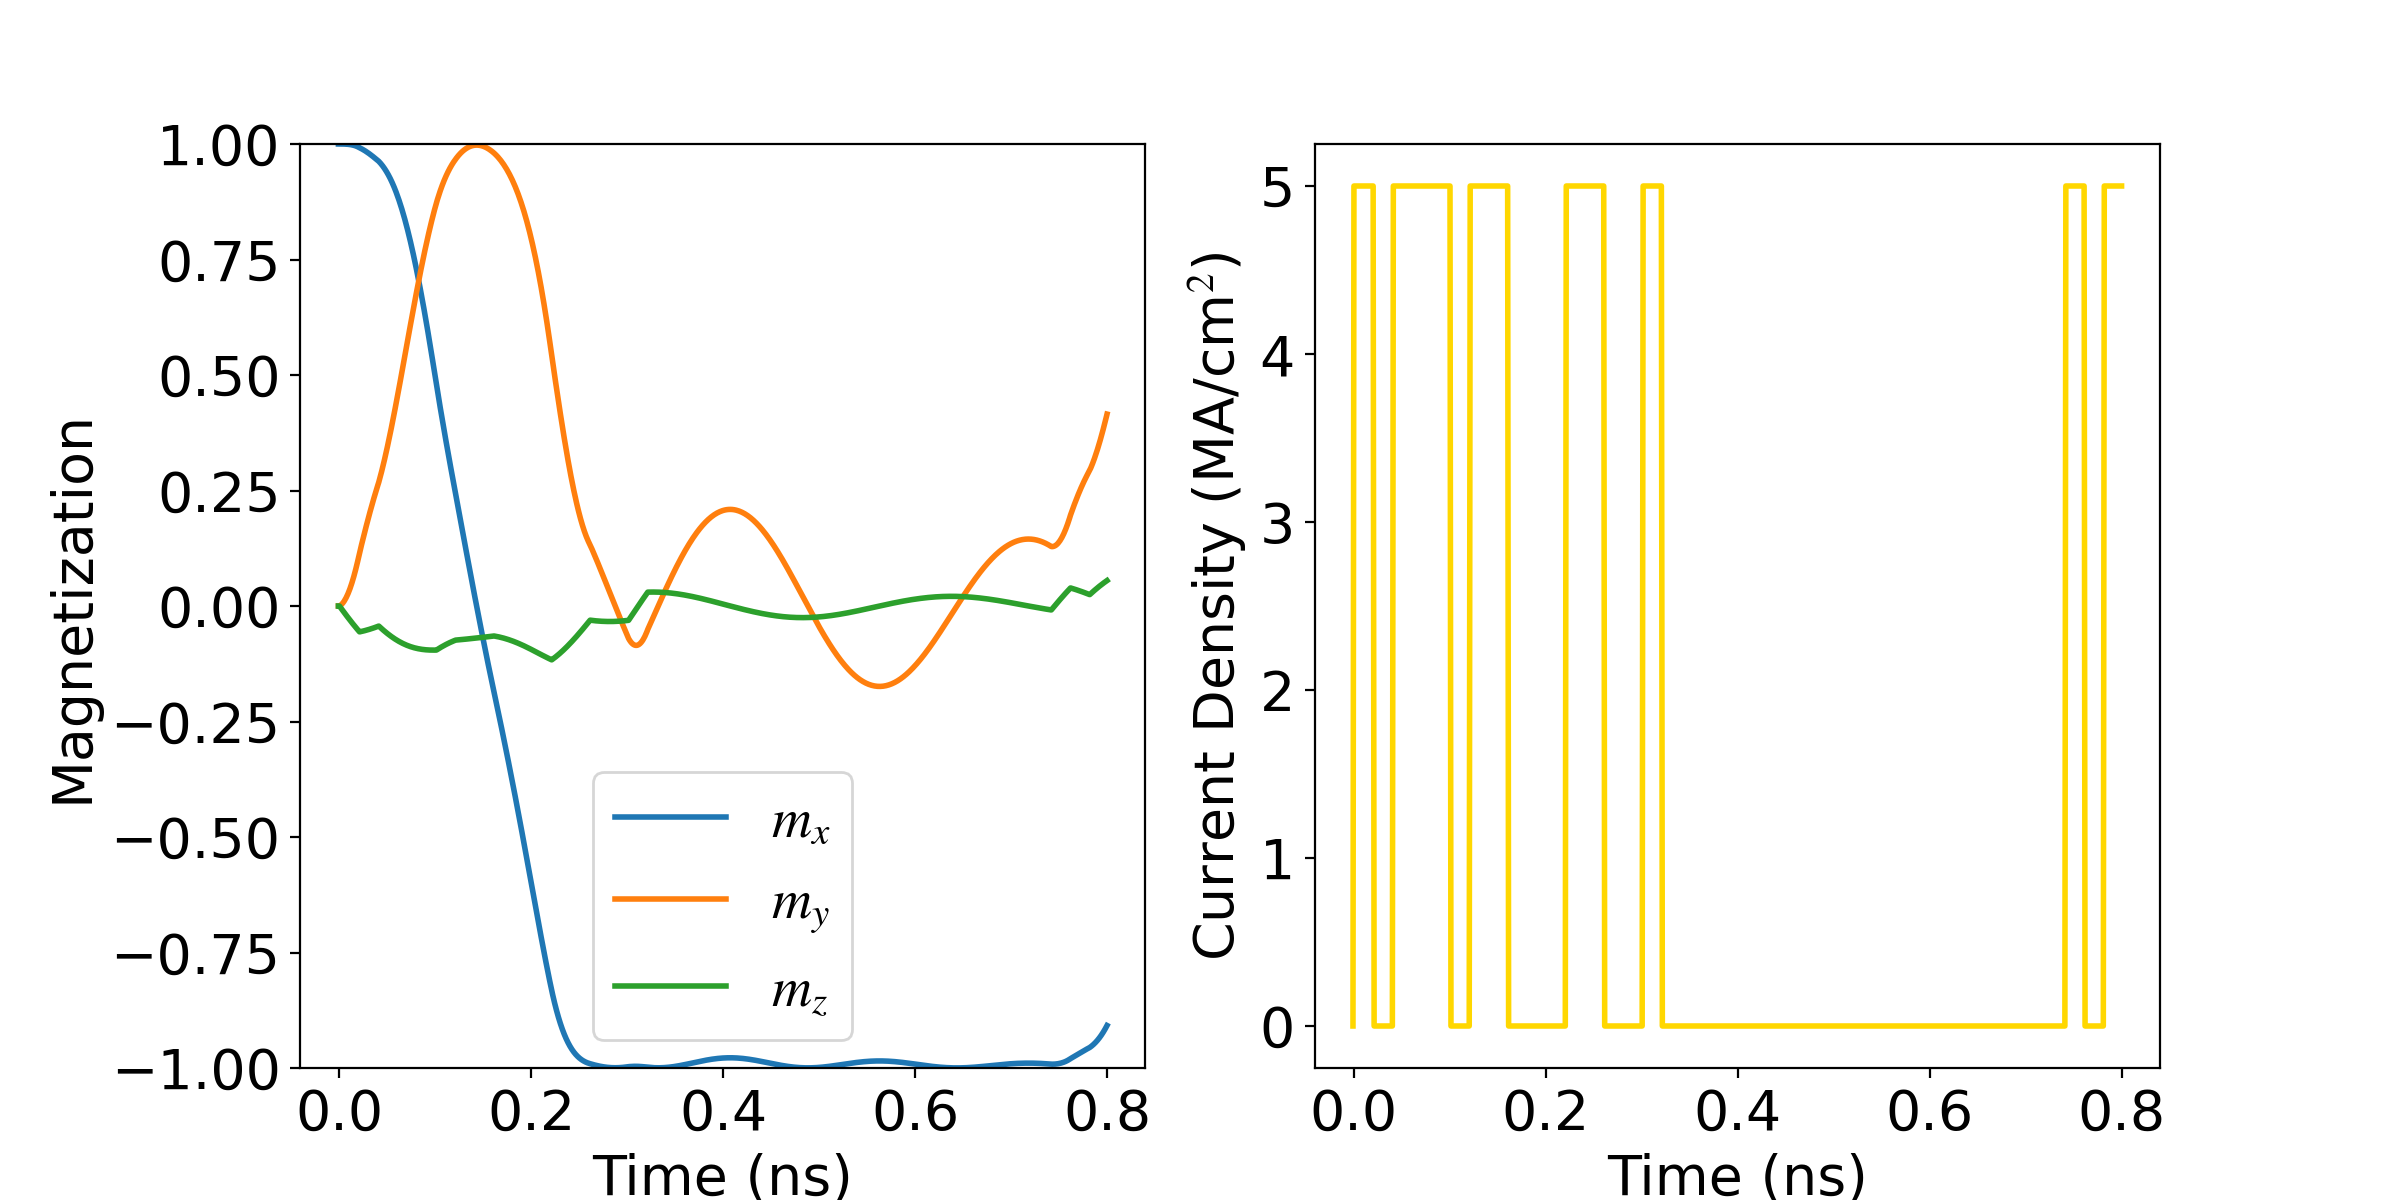 Magnetization
1.00
0.75
0.50
0.25
0.00
−0.25
−0.50
−0.75
−1.00
m_x
m_y
m_z
0.0 0.2 0.4 0.6 0.8
Time (ns)
Current Density (MA/cm²)
5
4
3
2
1
0
0.0 0.2 0.4 0.6 0.8
Time (ns)